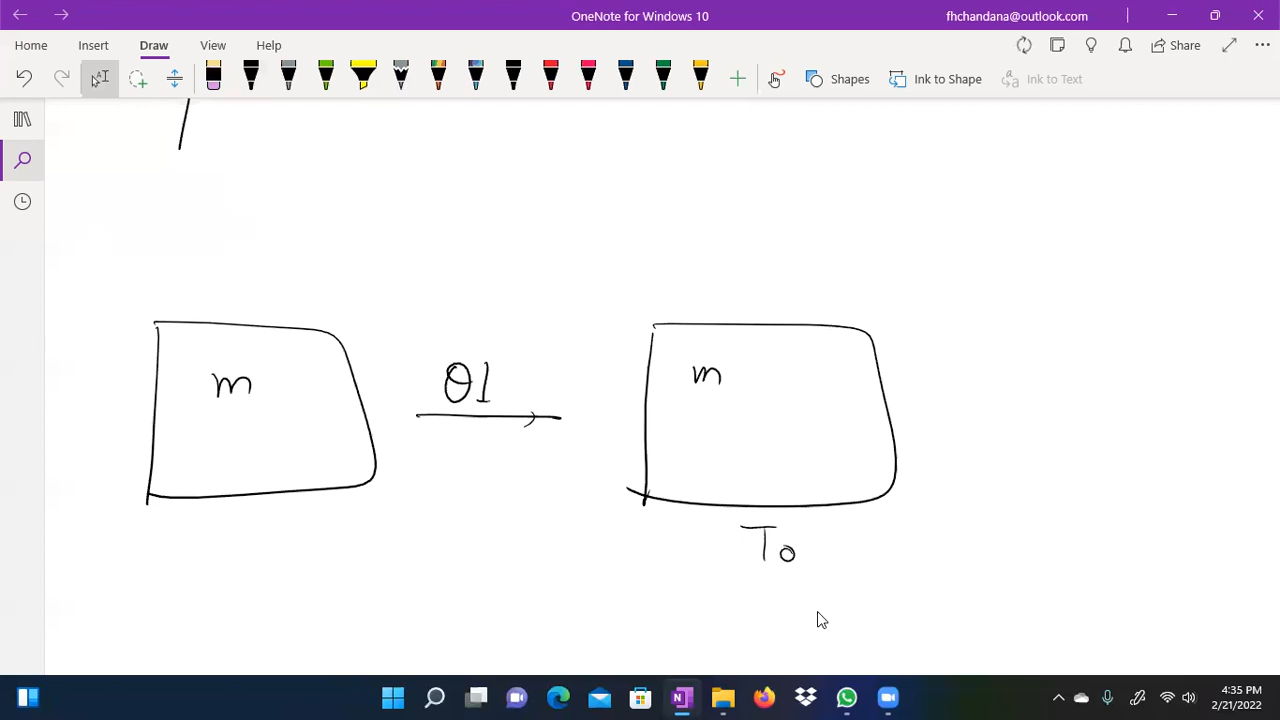 OneNote for Windows 10
fhchandana@outlook.com
Home Insert Draw View Help
Share
Shapes
Ink to Shape
Ink to Text
m
θ1
m
To
4:35 PM
2/21/2022